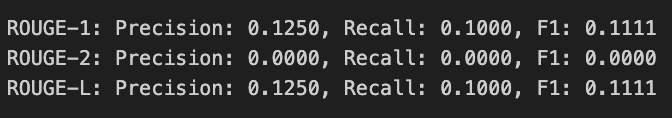 ROUGE-1: Precision: 0.1250, Recall: 0.1000, F1: 0.1111
ROUGE-2: Precision: 0.0000, Recall: 0.0000, F1: 0.0000
ROUGE-L: Precision: 0.1250, Recall: 0.1000, F1: 0.1111